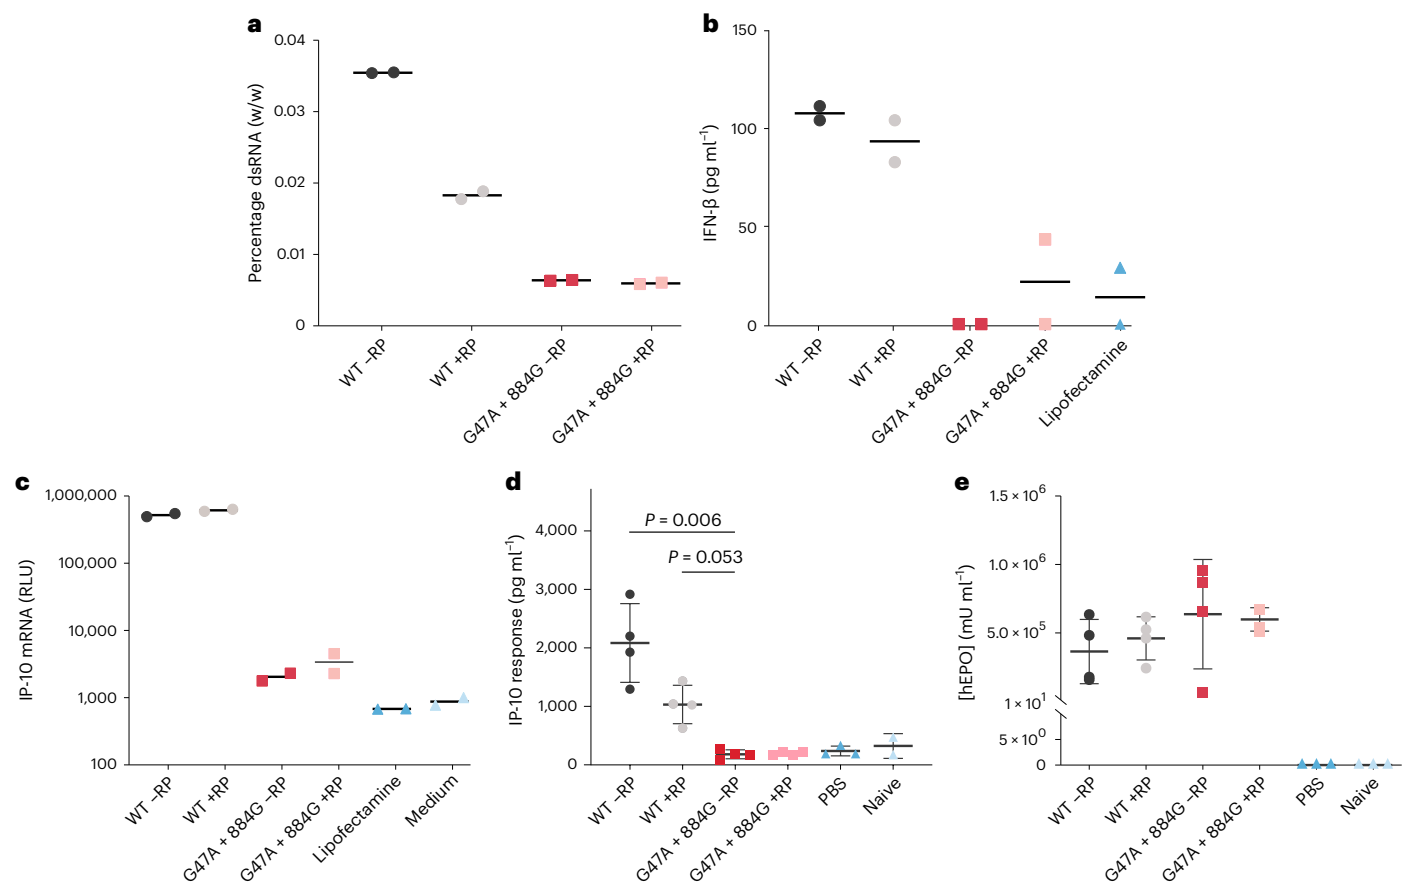 a
0.04
0.03
0.02
0.01
0
Percentage dsRNA (w/w)
WT –RP
WT +RP
G47A + 884G –RP
G47A + 884G +RP
b
150
100
50
0
IFN-β (pg ml⁻¹)
WT –RP
WT +RP
G47A + 884G –RP
G47A + 884G +RP
Lipofectamine
c
1,000,000
100,000
10,000
1,000
100
IP-10 mRNA (RLU)
WT –RP
WT +RP
G47A + 884G –RP
G47A + 884G +RP
Lipofectamine
Medium
d
4,000
3,000
2,000
1,000
0
IP-10 response (pg ml⁻¹)
P = 0.006
P = 0.053
WT –RP
WT +RP
G47A + 884G –RP
G47A + 884G +RP
PBS
Naive
e
1.5 × 10⁶
1.0 × 10⁶
5.0 × 10⁵
1 × 10¹
5 × 10⁰
0
[hEPO] (mU ml⁻¹)
WT –RP
WT +RP
G47A + 884G –RP
G47A + 884G +RP
PBS
Naive